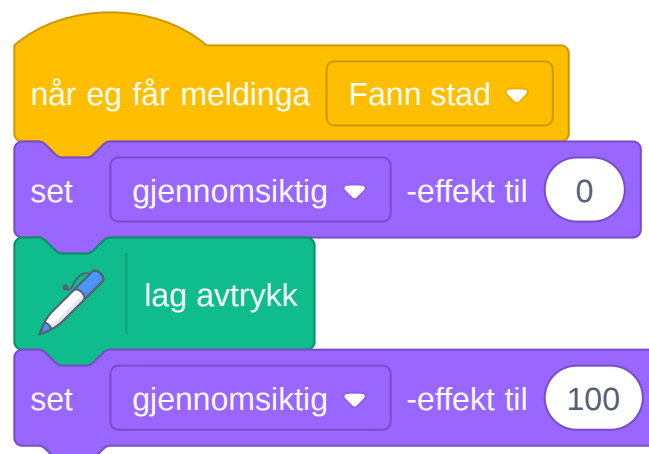 når eg får meldinga Fann stad
set gjennomsiktig -effekt til 0
lag avtrykk
set gjennomsiktig -effekt til 100